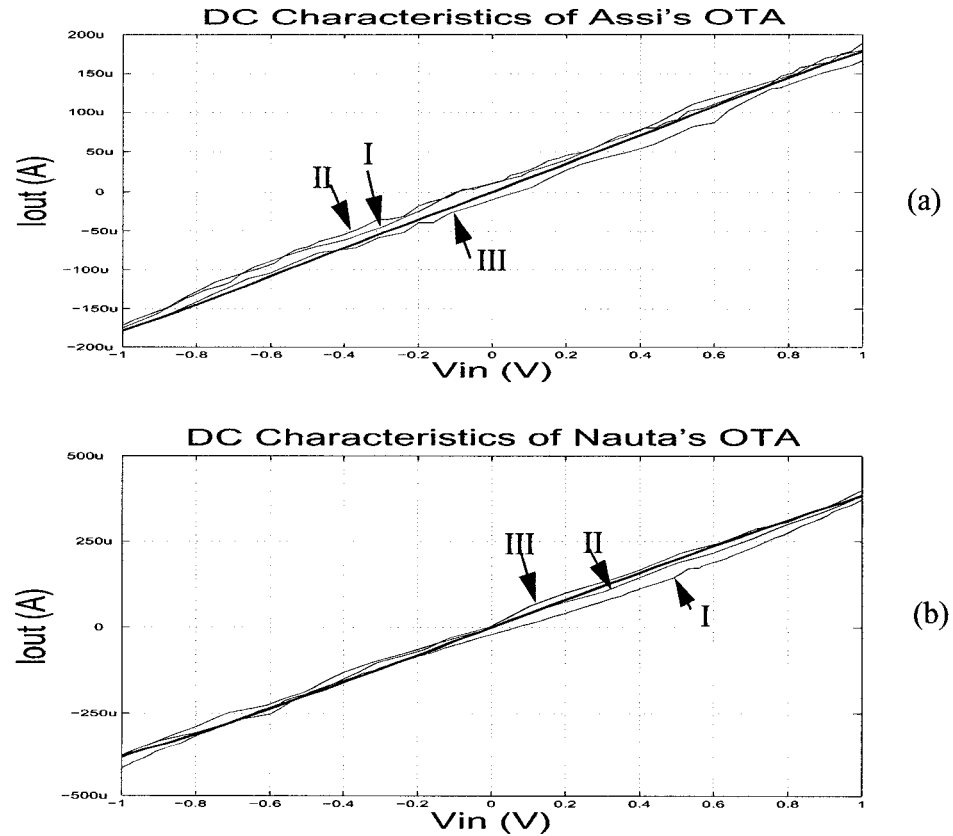 DC Characteristics of Assi's OTA
200u
150u
100u
50u
0
−50u
−100u
−150u
−200u
Iout (A)
I
II
III
(a)
−1 −0.8 −0.6 −0.4 −0.2 0 0.2 0.4 0.6 0.8 1
Vin (V)
DC Characteristics of Nauta's OTA
500u
250u
0
−250u
−500u
Iout (A)
III
II
I
(b)
−1 −0.8 −0.6 −0.4 −0.2 0 0.2 0.4 0.6 0.8 1
Vin (V)